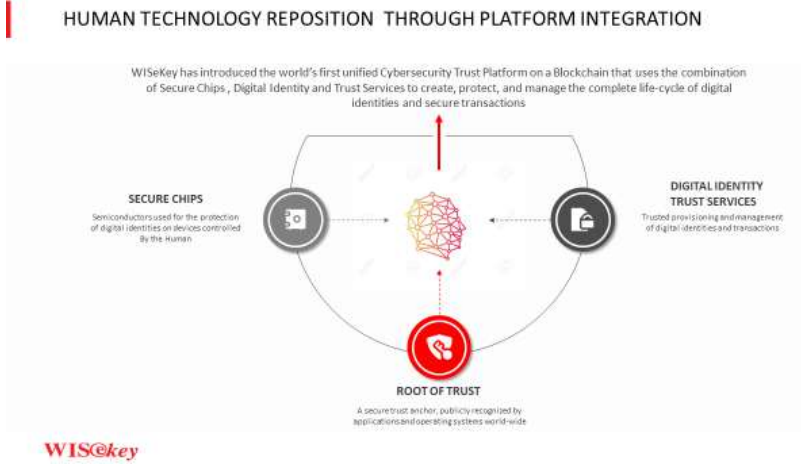 HUMAN TECHNOLOGY REPOSITION THROUGH PLATFORM INTEGRATION
WISeKey has introduced the world's first unified Cybersecurity Trust Platform on a Blockchain that uses the combination
of Secure Chips , Digital Identity and Trust Services to create, protect, and manage the complete life-cycle of digital
identities and secure transactions
SECURE CHIPS
Semiconductors used for the protection
of digital identities on devices controlled
By the Human
DIGITAL IDENTITY
TRUST SERVICES
Trusted provisioning and management
of digital identities and transactions
ROOT OF TRUST
A secure trust anchor, publicly recognized by
applications and operating systems world-wide
WISekey